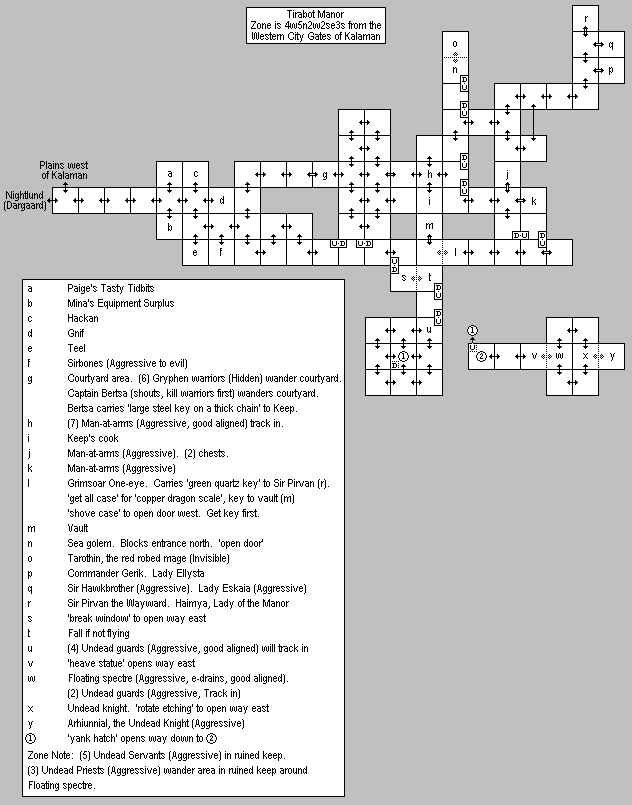 Tirabot Manor
Zone is 4w5n2w2se3s from the
Western City Gates of Kalaman
r
q
p
o
n
D
U
D
U
Plains west
of Kalaman
a
c
g
h
D
U
j
Nightlund
(Dargaard)
d
i
D
U
k
b
m
e
f
U D
U D
l
D U
D
U
U
D
s
t
D
U
D
U
u
1
1
D
U
2
v
w
x
y
a Paige's Tasty Tidbits
b Mina's Equipment Surplus
c Hackan
d Gnif
e Teel
f Sirbones (Aggressive to evil)
g Courtyard area. (6) Gryphen warriors (Hidden) wander courtyard.
Captain Bertsa (shouts, kill warriors first) wanders courtyard.
Bertsa carries 'large steel key on a thick chain' to Keep.
h (7) Man-at-arms (Aggressive, good aligned) track in.
i Keep's cook
j Man-at-arms (Aggressive). (2) chests.
k Man-at-arms (Aggressive)
l Grimsoar One-eye. Carries 'green quartz key' to Sir Pirvan (r).
'get all case' for 'copper dragon scale', key to vault (m)
'shove case' to open door west. Get key first.
m Vault
n Sea golem. Blocks entrance north. 'open door'
o Tarothin, the red robed mage (Invisible)
p Commander Gerik. Lady Ellysta
q Sir Hawkbrother (Aggressive). Lady Eskaia (Aggressive)
r Sir Pirvan the Wayward. Haimya, Lady of the Manor
s 'break window' to open way east
t Fall if not flying
u (4) Undead guards (Aggressive, good aligned) will track in
v 'heave statue' opens way east
w Floating spectre (Aggressive, e-drains, good aligned).
(2) Undead guards (Aggressive, Track in)
x Undead knight. 'rotate etching' to open way east
y Arhiunnial, the Undead Knight (Aggressive)
1 'yank hatch' opens way down to 2
Zone Note: (5) Undead Servants (Aggressive) in ruined keep.
(3) Undead Priests (Aggressive) wander area in ruined keep around
Floating spectre.